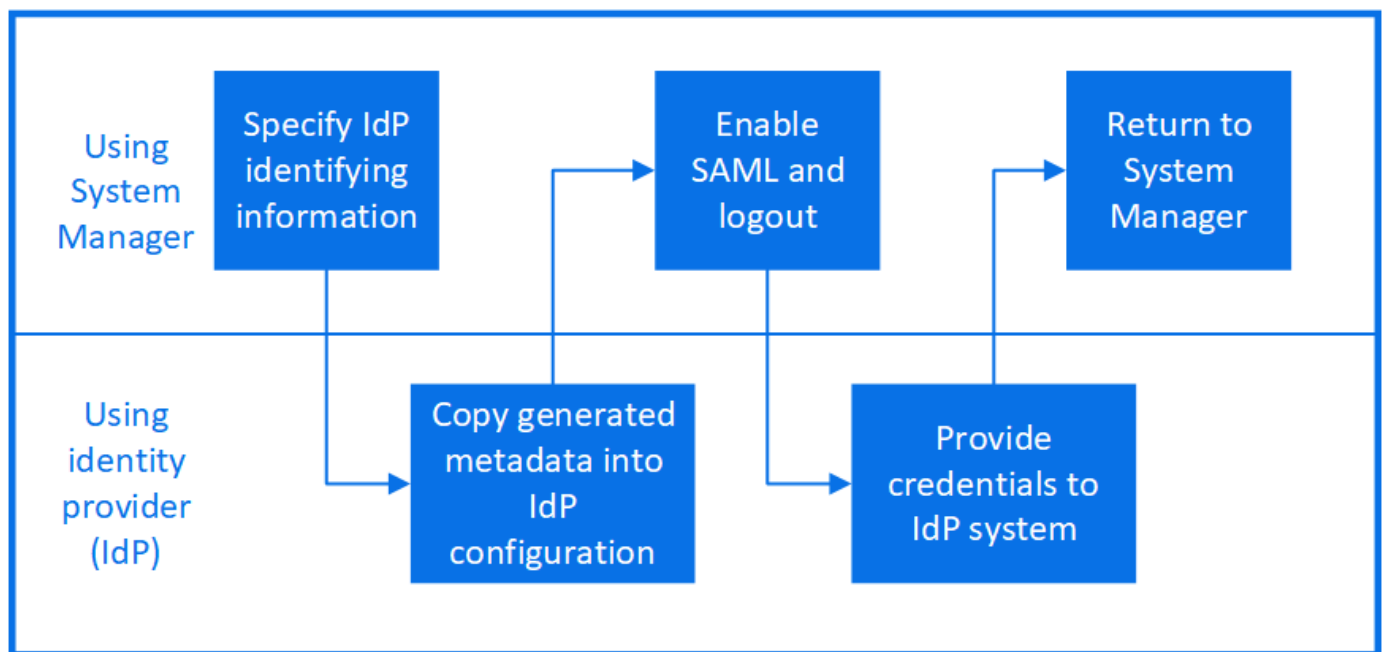 Using
System
Manager
Specify IdP
identifying
information
Enable
SAML and
logout
Return to
System
Manager
Using
identity
provider
(IdP)
Copy generated
metadata into
IdP
configuration
Provide
credentials to
IdP system